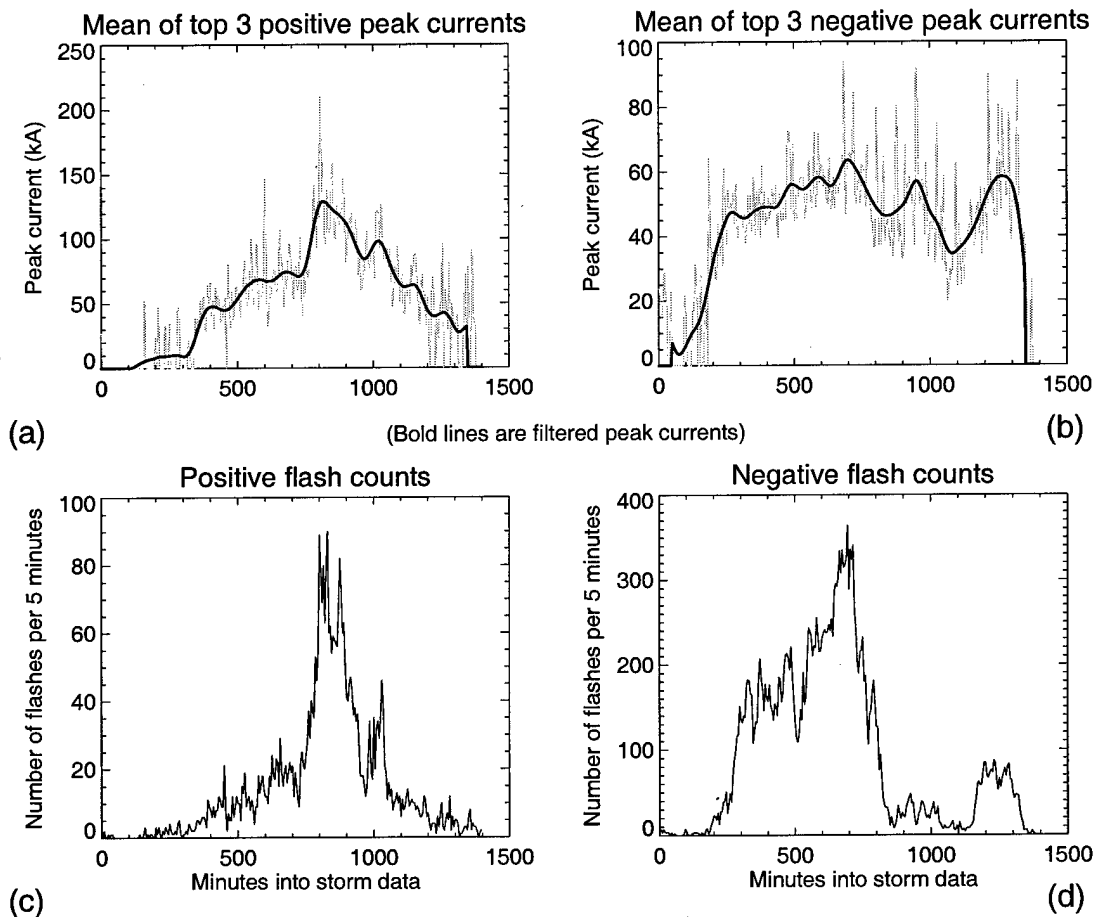 Mean of top 3 positive peak currents
Mean of top 3 negative peak currents
Peak current (kA)
250
200
150
100
50
0
0
500
1000
1500
Peak current (kA)
100
80
60
40
20
0
0
500
1000
1500
(a)
(Bold lines are filtered peak currents)
(b)
Positive flash counts
Negative flash counts
Number of flashes per 5 minutes
100
80
60
40
20
0
0
500
1000
1500
Minutes into storm data
Number of flashes per 5 minutes
400
300
200
100
0
0
500
1000
1500
Minutes into storm data
(c)
(d)